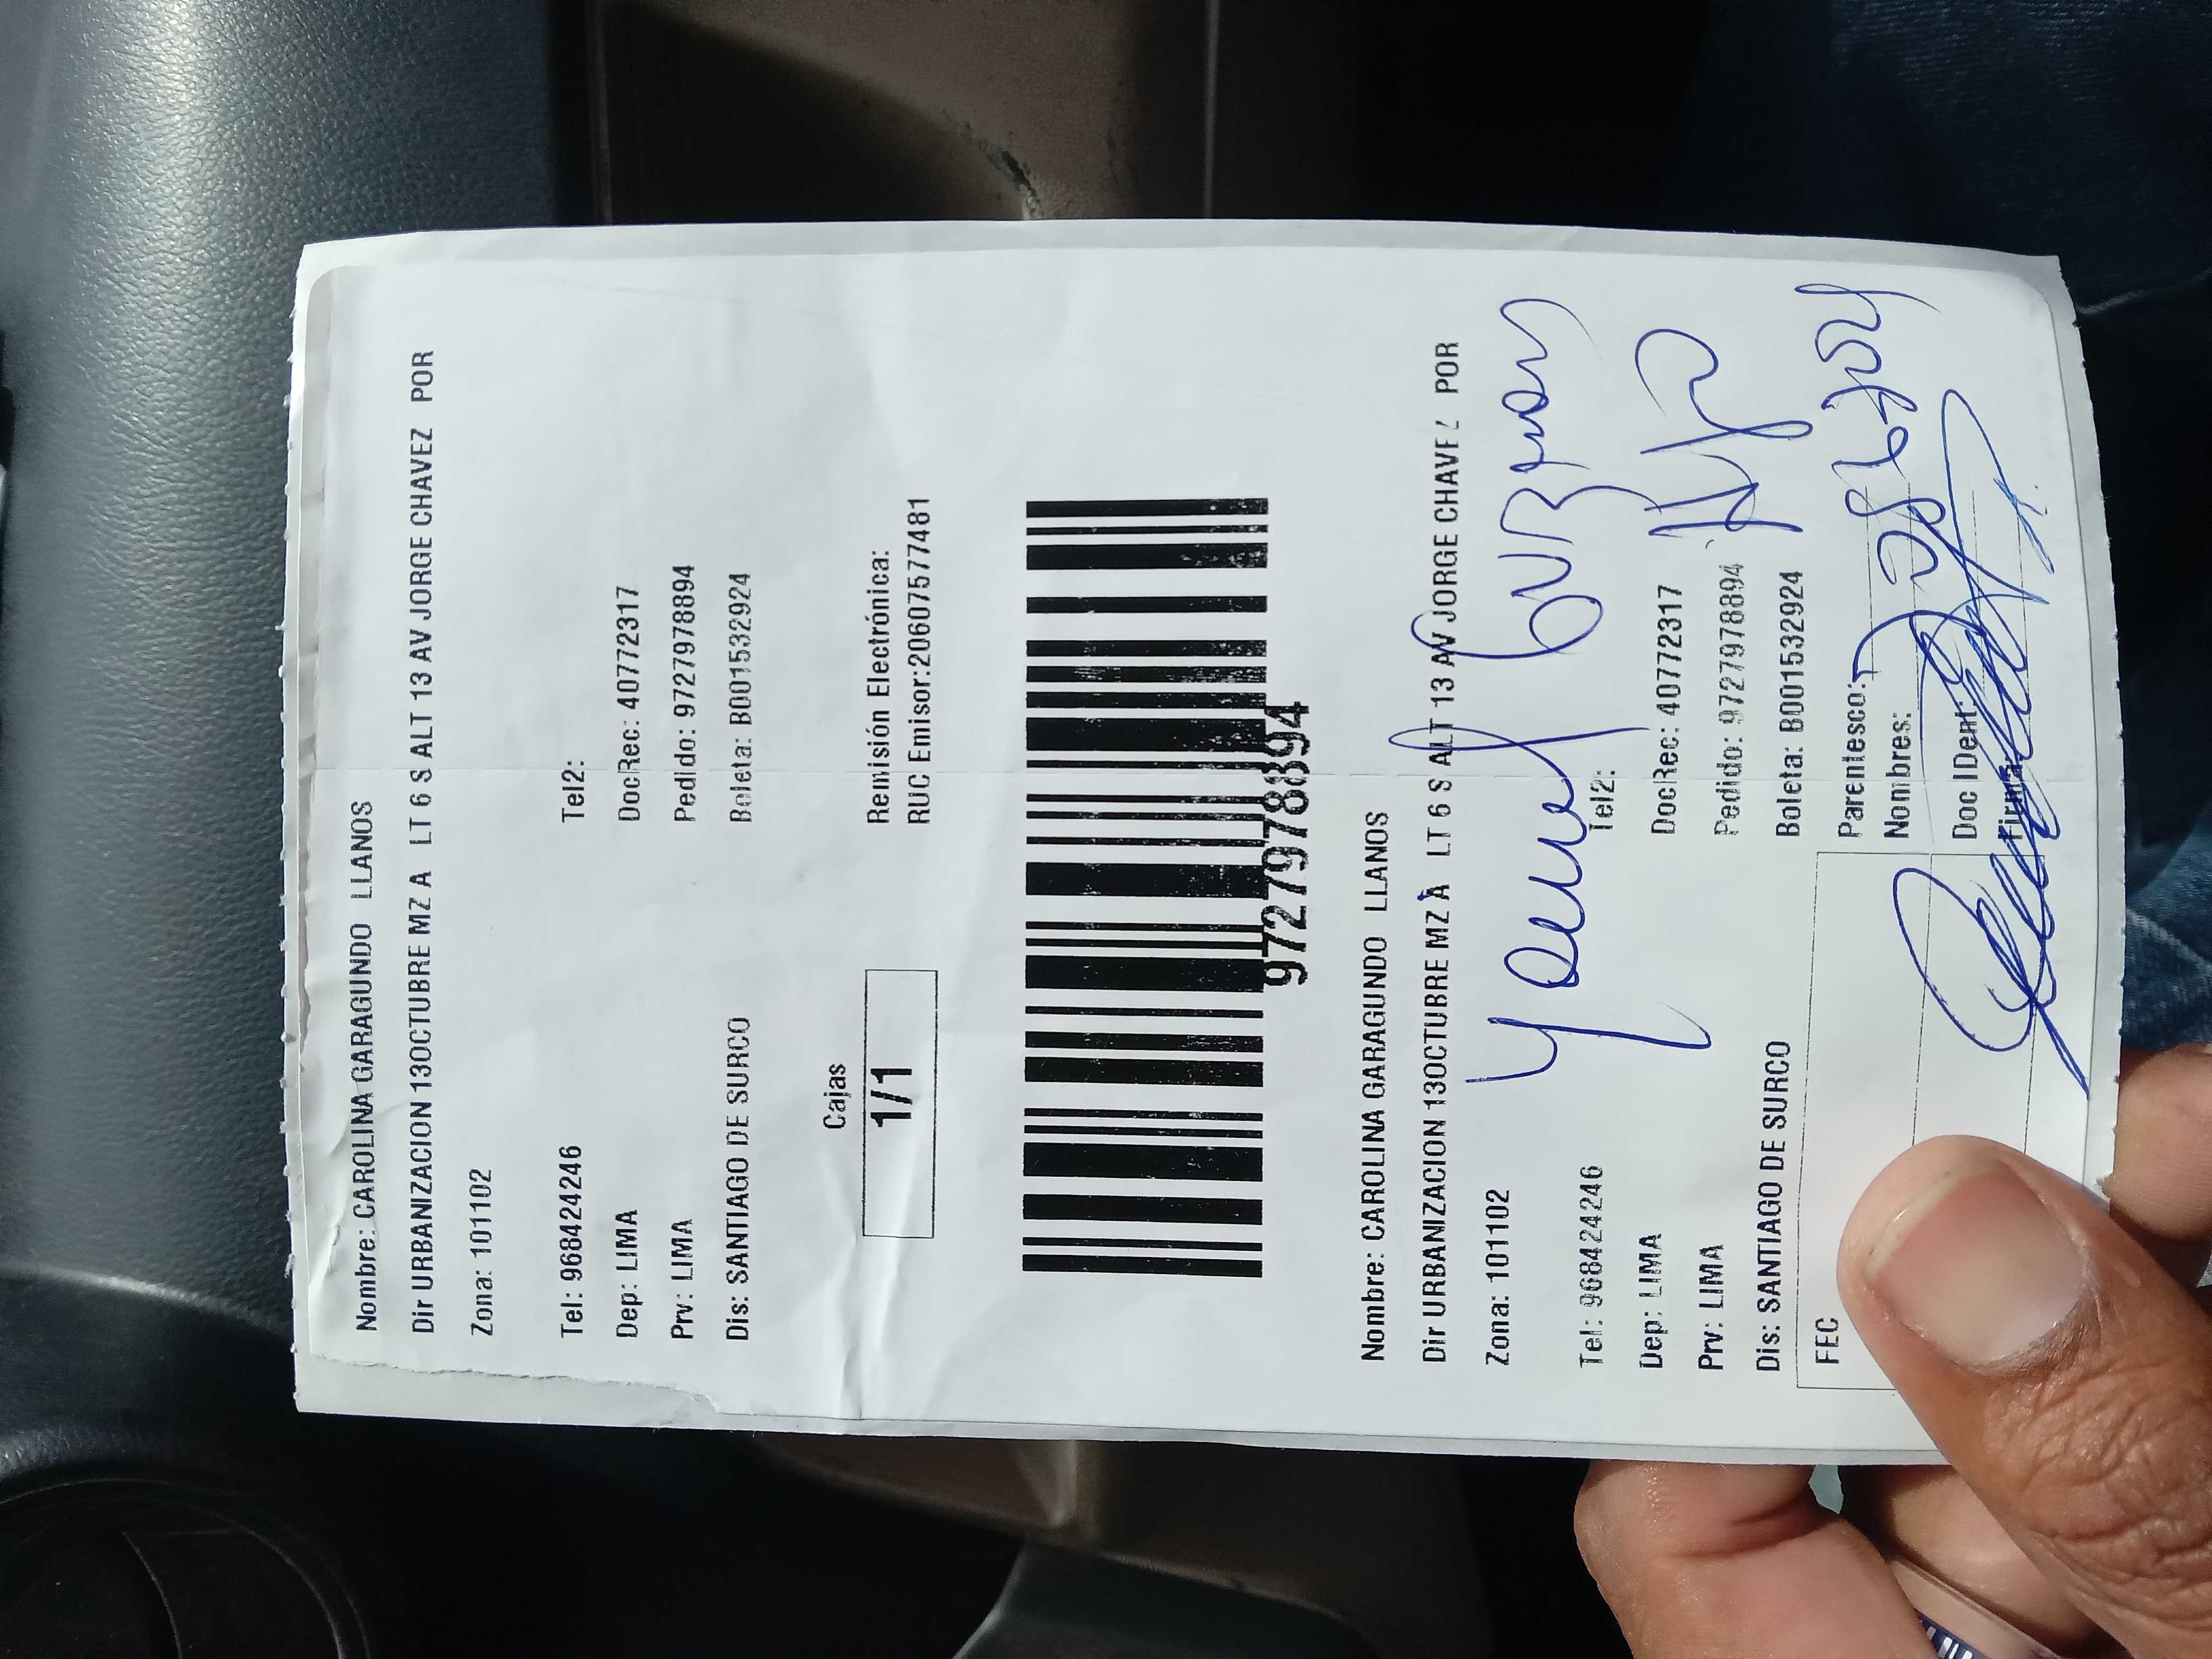 Nombre: CAROLINA GARAGUNDO LLANOS
Dir URBANIZACION 13OCTUBRE MZ A LT 6 S ALT 13 AV JORGE CHAVEZ POR
Zona: 101102
Tel: 968424246 Tel2:
Dep: LIMA DocRec: 40772317
Prv: LIMA Pedido: 9727978894
Dis: SANTIAGO DE SURCO Boleta: B001532924
Cajas Remisión Electrónica:
1/1 RUC Emisor:20607577481
9727978894
Nombre: CAROLINA GARAGUNDO LLANOS
Dir URBANIZACION 13OCTUBRE MZ A LT 6 S ALT 13 AV JORGE CHAVEZ POR
Zona: 101102
Tel: 968424246 Tel2:
Dep: LIMA DocRec: 40772317
Prv: LIMA Pedido: 9727978894
Dis: SANTIAGO DE SURCO Boleta: B001532924
FEC Parentesco:
Nombres:
Doc IDent:
Firma: